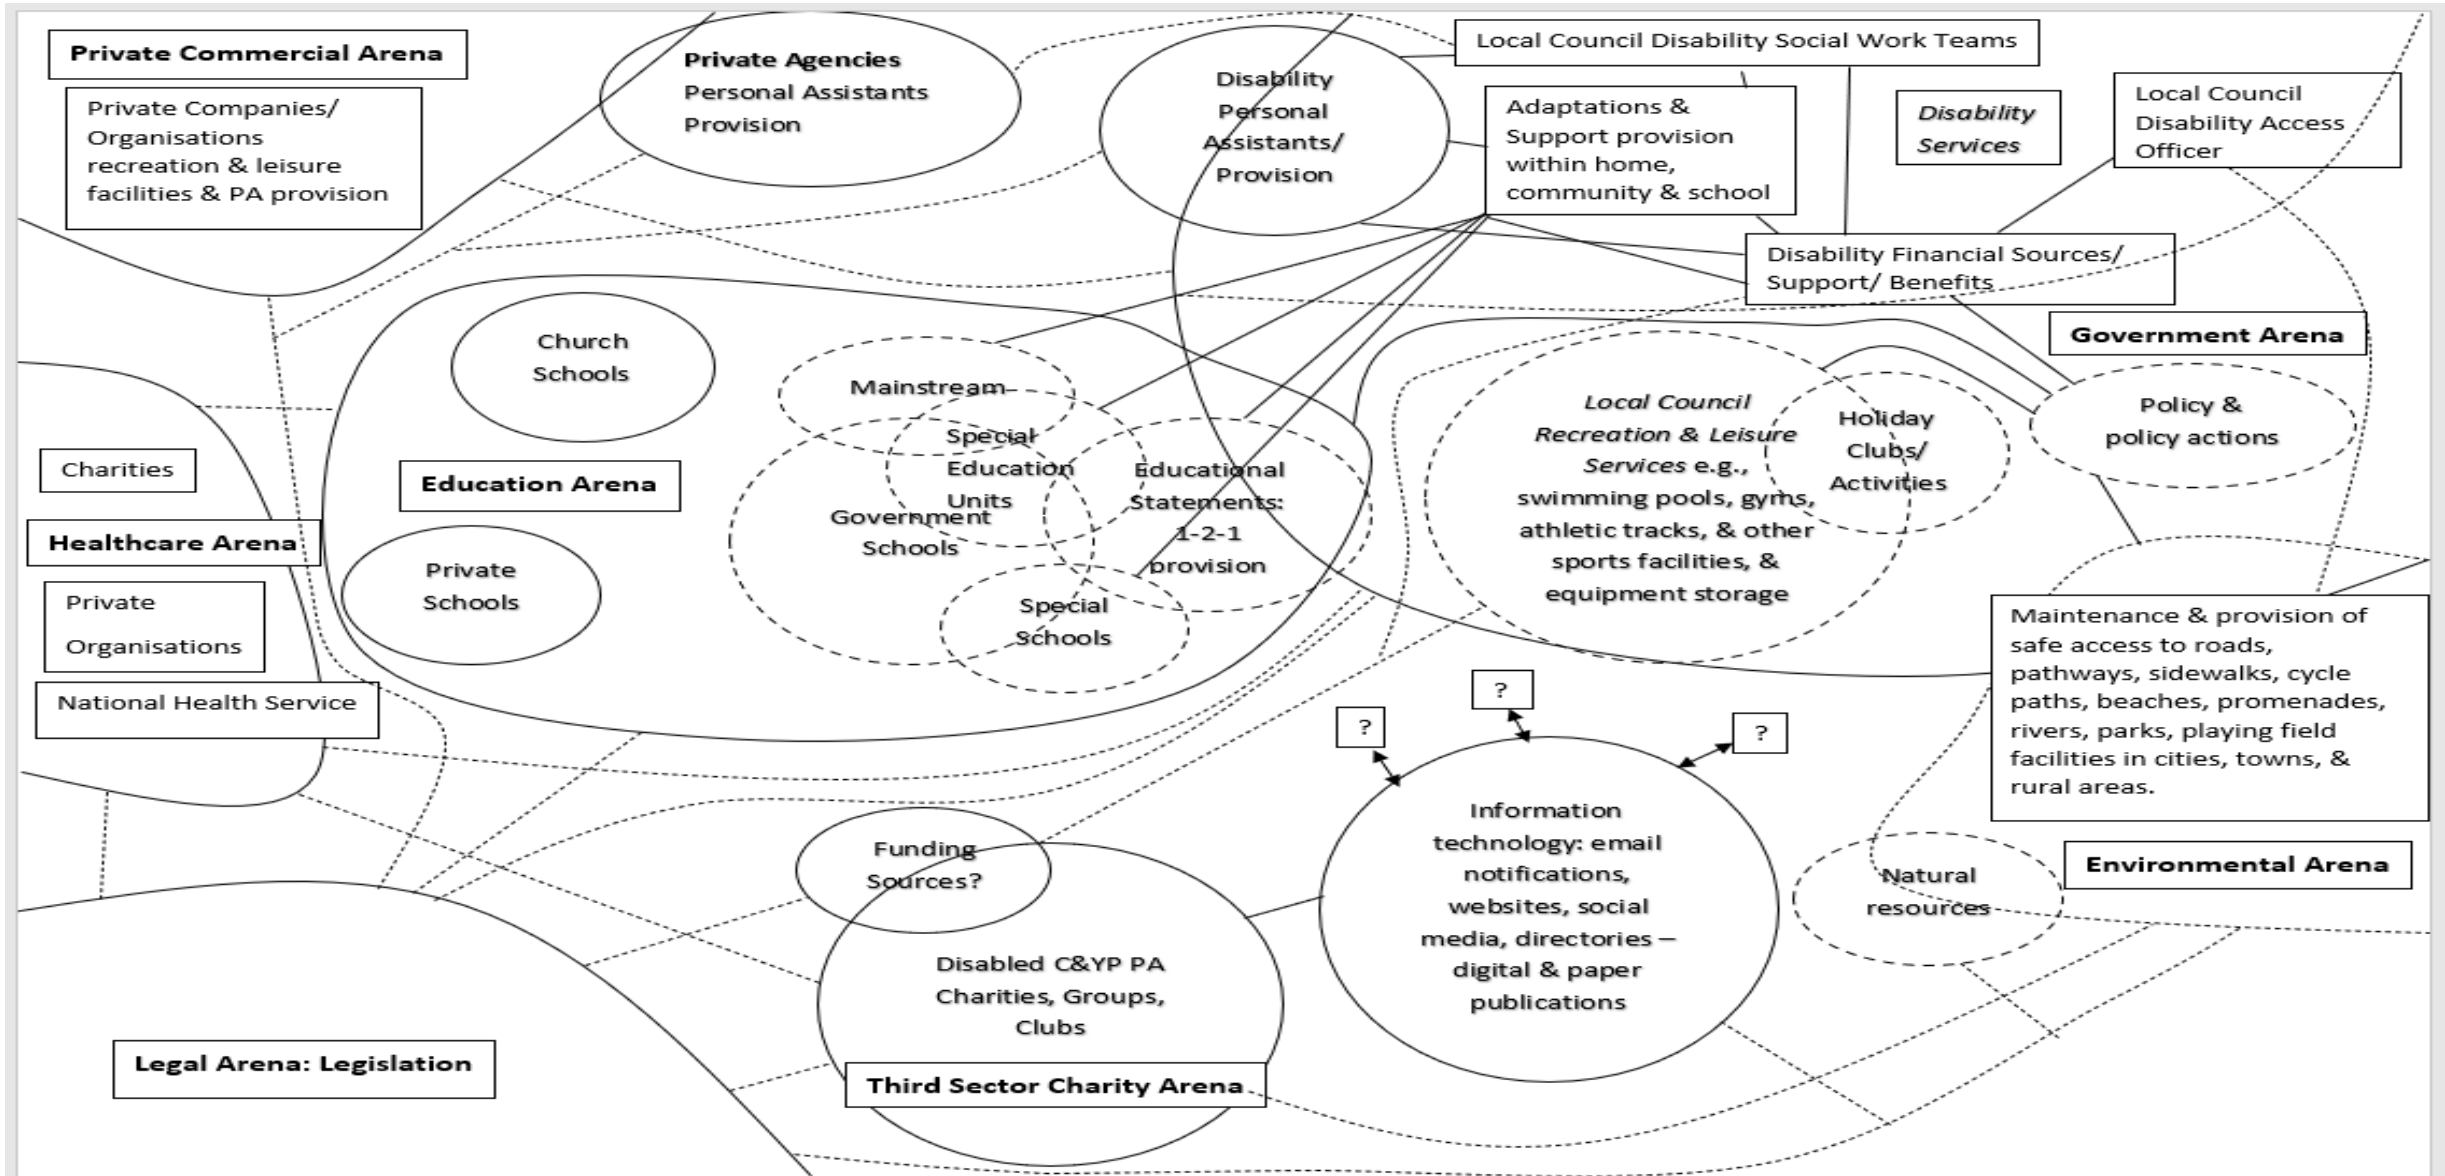 Private Commercial Arena
Private Companies/
Organisations
recreation & leisure
facilities & PA provision
Private Agencies
Personal Assistants
Provision
Disability
Personal
Assistants/
Provision
Local Council Disability Social Work Teams
Adaptations &
Support provision
within home,
community & school
Disability
Services
Local Council
Disability Access
Officer
Disability Financial Sources/
Support/ Benefits
Government Arena
Church
Schools
Education Arena
Private
Schools
Mainstream
Special
Education
Units
Government
Schools
Educational
Statements:
1-2-1
provision
Special
Schools
Local Council
Recreation & Leisure
Services e.g.,
swimming pools, gyms,
athletic tracks, & other
sports facilities, &
equipment storage
Holiday
Clubs/
Activities
Policy &
policy actions
Charities
Healthcare Arena
Private
Organisations
National Health Service
Maintenance & provision of
safe access to roads,
pathways, sidewalks, cycle
paths, beaches, promenades,
rivers, parks, playing field
facilities in cities, towns, &
rural areas.
Environmental Arena
Natural
resources
?
?
?
Information
technology: email
notifications,
websites, social
media, directories –
digital & paper
publications
Funding
Sources?
Disabled C&YP PA
Charities, Groups,
Clubs
Third Sector Charity Arena
Legal Arena: Legislation